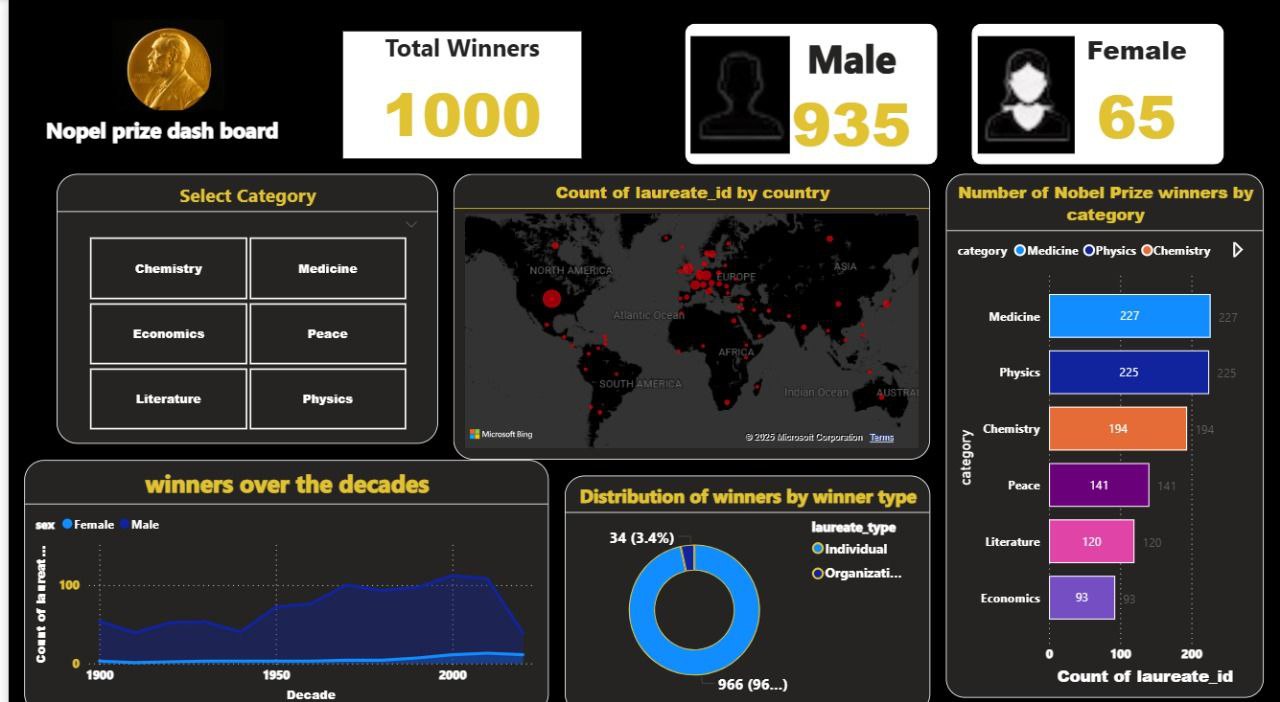 Nopel prize dash board
Total Winners
1000
Male
935
Female
65
Select Category
Chemistry
Medicine
Economics
Peace
Literature
Physics
Count of laureate_id by country
NORTH AMERICA
EUROPE
ASIA
Atlantic Ocean
AFRICA
SOUTH AMERICA
Indian Ocean
AUSTRAL
Microsoft Bing
© 2025 Microsoft Corporation Terms
Number of Nobel Prize winners by
category
category Medicine Physics Chemistry
category
Medicine 227 227
Physics 225 225
Chemistry 194 194
Peace 141 141
Literature 120 120
Economics 93 93
0 100 200
Count of laureate_id
winners over the decades
sex Female Male
Count of laureat ...
100
0
1900 1950 2000
Decade
Distribution of winners by winner type
laureate_type
Individual
Organizati...
34 (3.4%)
966 (96...)